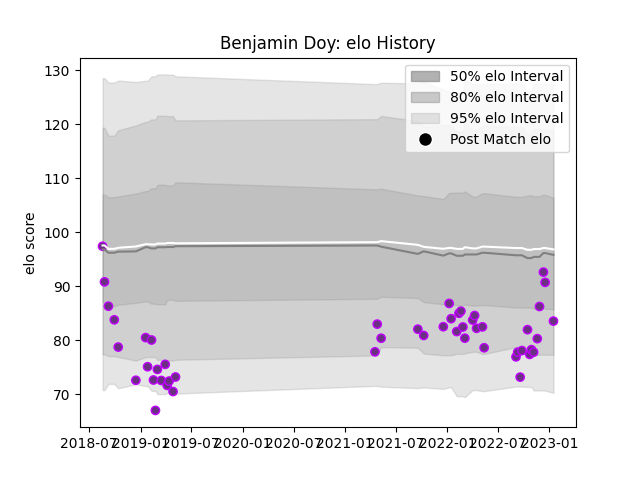 Benjamin Doy: elo History
50% elo Interval
80% elo Interval
95% elo Interval
Post Match elo
elo score
130
120
110
100
90
80
70
2018-07 2019-01 2019-07 2020-01 2020-07 2021-01 2021-07 2022-01 2022-07 2023-01